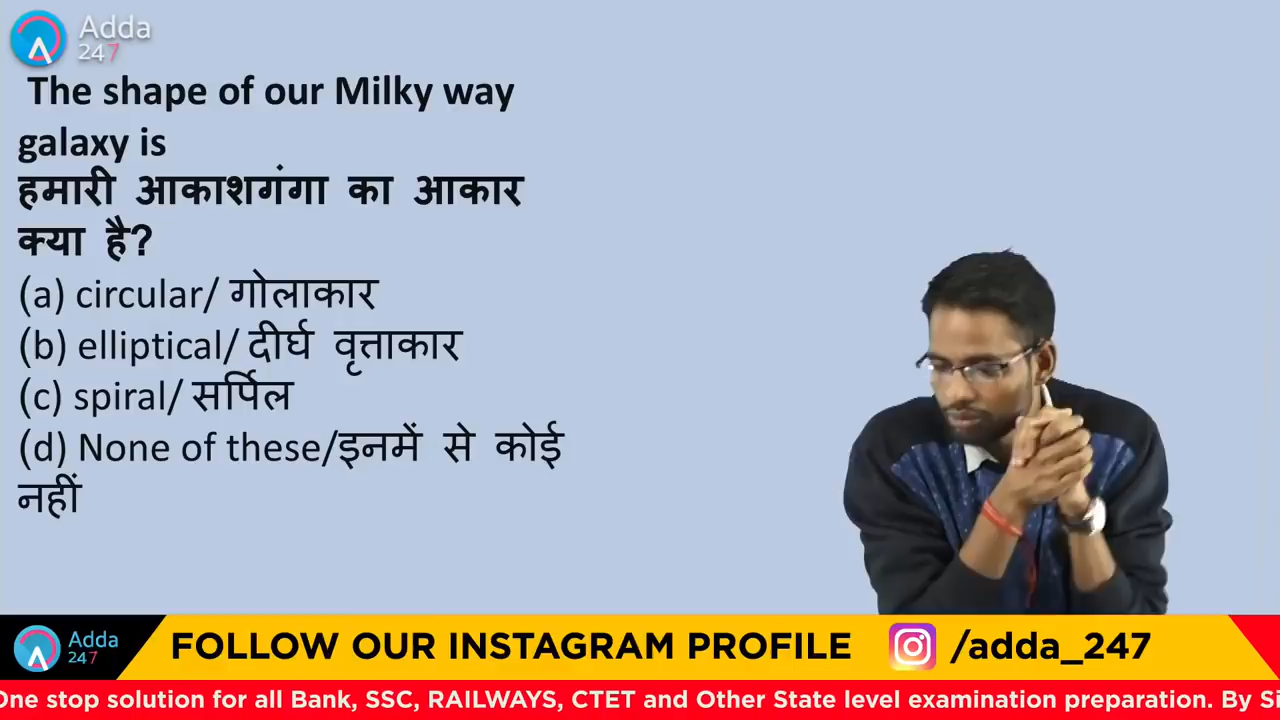 Adda
247
The shape of our Milky way
galaxy is
हमारी आकाशगंगा का आकार
क्या है?
(a) circular/ गोलाकार
(b) elliptical/ दीर्घ वृत्ताकार
(c) spiral/ सर्पिल
(d) None of these/इनमें से कोई
नहीं
Adda
247
FOLLOW OUR INSTAGRAM PROFILE /adda_247
One stop solution for all Bank, SSC, RAILWAYS, CTET and Other State level examination preparation. By Si